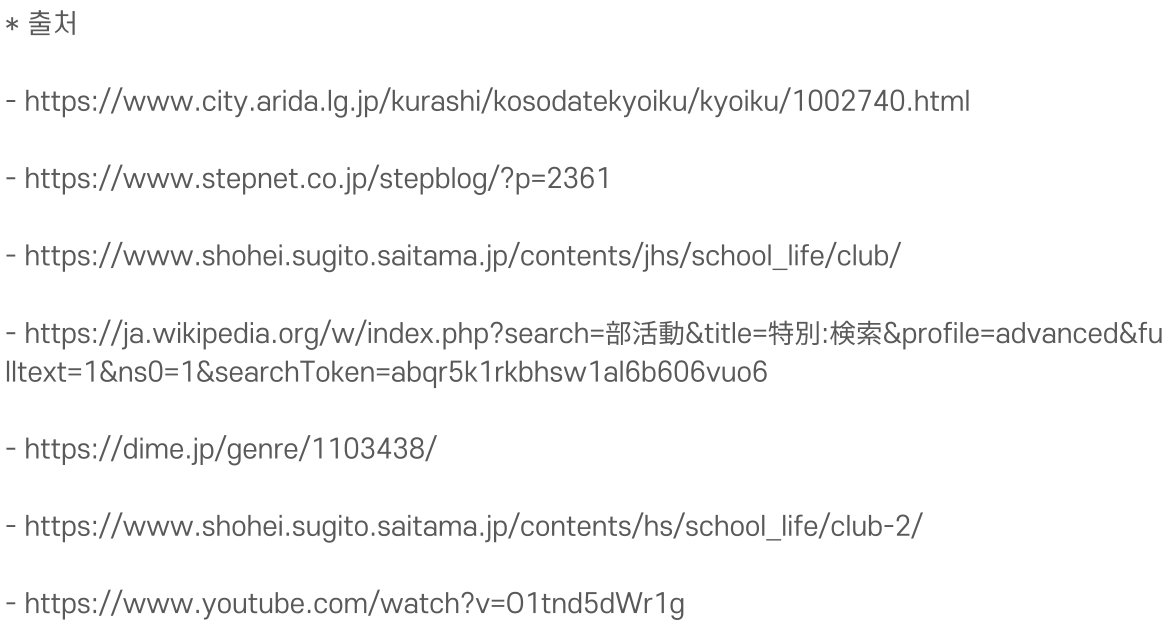 * 출처
- https://www.city.arida.lg.jp/kurashi/kosodatekyoiku/kyoiku/1002740.html
- https://www.stepnet.co.jp/stepblog/?p=2361
- https://www.shohei.sugito.saitama.jp/contents/jhs/school_life/club/
- https://ja.wikipedia.org/w/index.php?search=部活動&title=特別:検索&profile=advanced&fu
lltext=1&ns0=1&searchToken=abqr5k1rkbhsw1al6b606vuo6
- https://dime.jp/genre/1103438/
- https://www.shohei.sugito.saitama.jp/contents/hs/school_life/club-2/
- https://www.youtube.com/watch?v=O1tnd5dWr1g